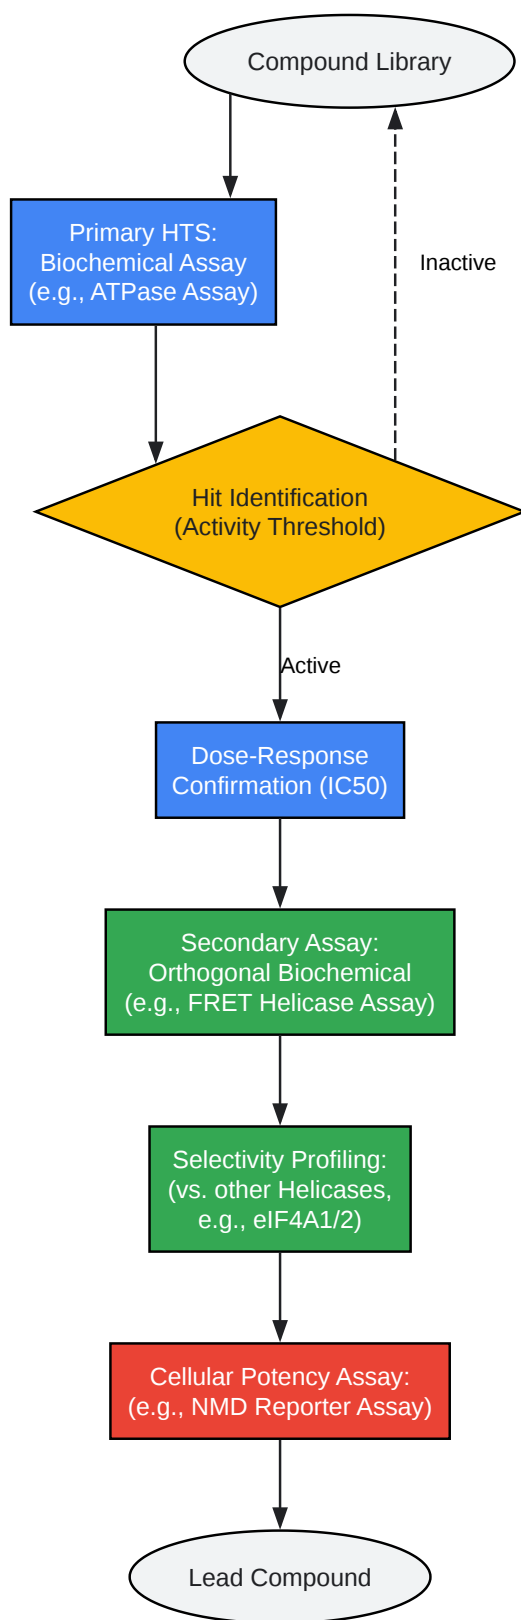 Compound Library
Primary HTS:
Biochemical Assay
(e.g., ATPase Assay)
Inactive
Hit Identification
(Activity Threshold)
Active
Dose-Response
Confirmation (IC50)
Secondary Assay:
Orthogonal Biochemical
(e.g., FRET Helicase Assay)
Selectivity Profiling:
(vs. other Helicases,
e.g., eIF4A1/2)
Cellular Potency Assay:
(e.g., NMD Reporter Assay)
Lead Compound